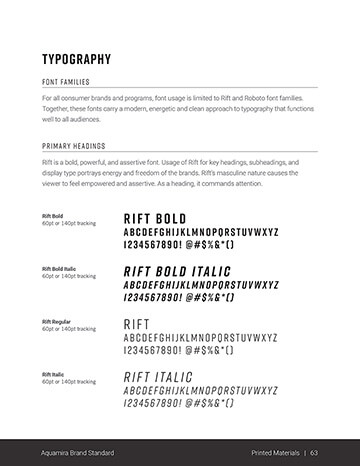 TYPOGRAPHY
FONT FAMILIES
For all consumer brands and programs, font usage is limited to Rift and Roboto font families.
Together, these fonts carry a modern, energetic and clean approach to typography that functions
well to all audiences.
PRIMARY HEADINGS
Rift is a bold, powerful, and assertive font. Usage of Rift for key headings, subheadings, and
display type portrays energy and freedom of the brands. Rift's masculine nature causes the
viewer to feel empowered and assertive. As a heading, it commands attention.
Rift Bold
60pt or 140pt tracking
RIFT BOLD
ABCDEFGHIJKLMNOPQRSTUVWXYZ
1234567890! @#$%&*()
Rift Bold Italic
60pt or 140pt tracking
RIFT BOLD ITALIC
ABCDEFGHIJKLMNOPQRSTUVWXYZ
1234567890! @#$%&*()
Rift Regular
60pt or 140pt tracking
RIFT
ABCDEFGHIJKLMNOPQRSTUVWXYZ
1234567890! @#$%&*()
Rift Italic
60pt or 140pt tracking
RIFT ITALIC
ABCDEFGHIJKLMNOPQRSTUVWXYZ
1234567890! @#$%&*()
Aquamira Brand Standard
Printed Materials | 63